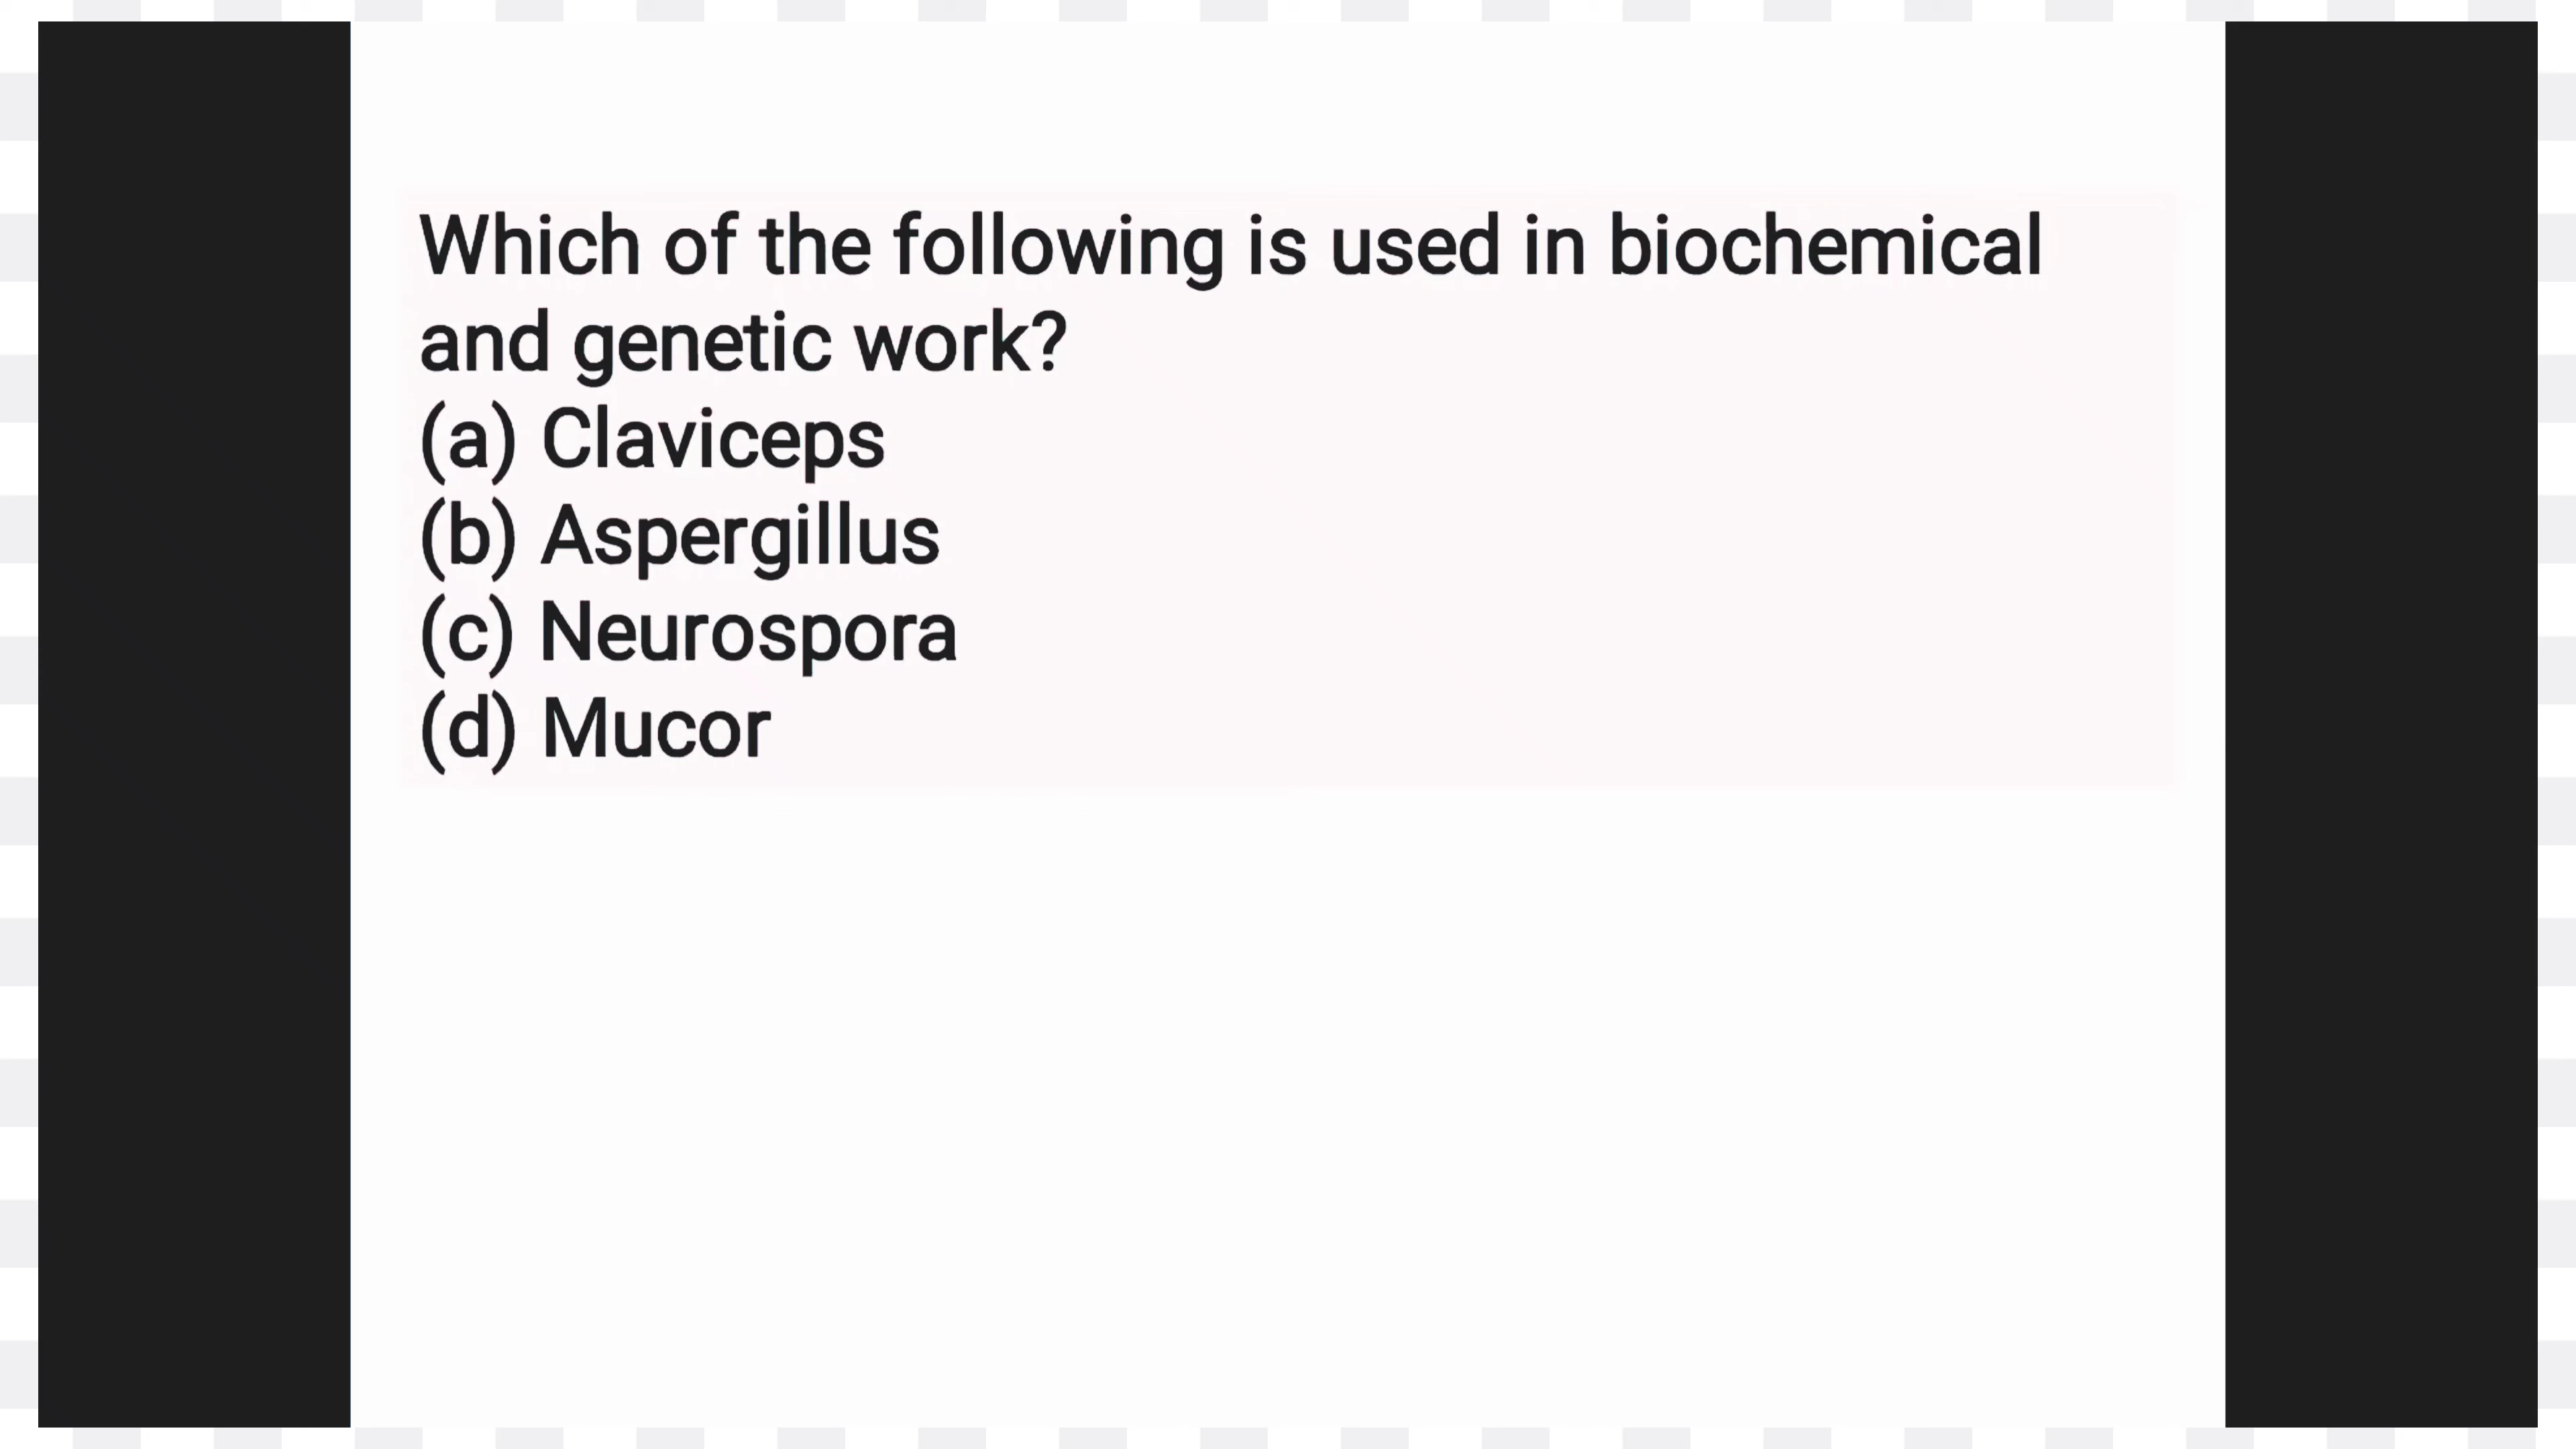 Which of the following is used in biochemical
and genetic work?
(a) Claviceps
(b) Aspergillus
(c) Neurospora
(d) Mucor